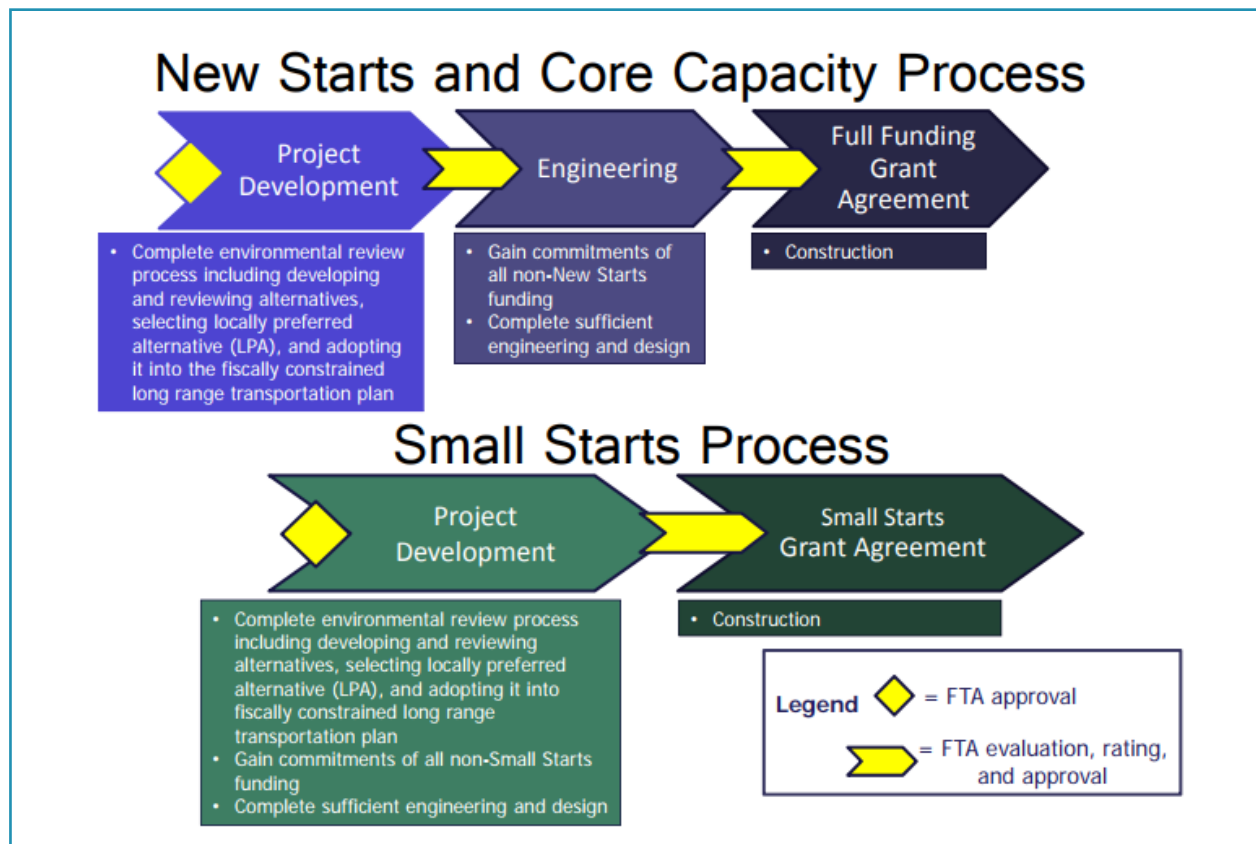 New Starts and Core Capacity Process
Project
Development
Engineering
Full Funding
Grant
Agreement
• Complete environmental review
process including developing
and reviewing alternatives,
selecting locally preferred
alternative (LPA), and adopting
it into the fiscally constrained
long range transportation plan
• Gain commitments of
all non-New Starts
funding
• Complete sufficient
engineering and design
• Construction
Small Starts Process
Project
Development
Small Starts
Grant Agreement
• Complete environmental review process
including developing and reviewing
alternatives, selecting locally preferred
alternative (LPA), and adopting it into
fiscally constrained long range
transportation plan
• Gain commitments of all non-Small Starts
funding
• Complete sufficient engineering and design
• Construction
Legend
= FTA approval
= FTA evaluation, rating,
and approval